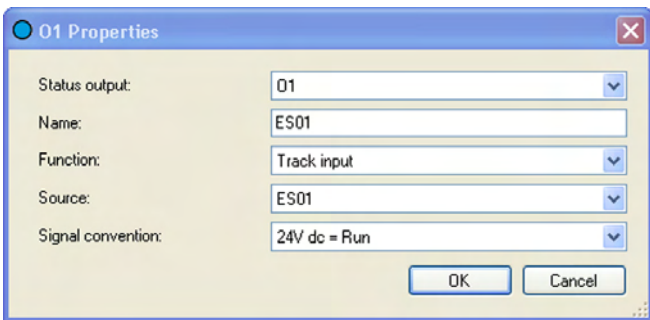 O1 Properties
Status output: O1
Name: ES01
Function: Track input
Source: ES01
Signal convention: 24V dc = Run
OK Cancel